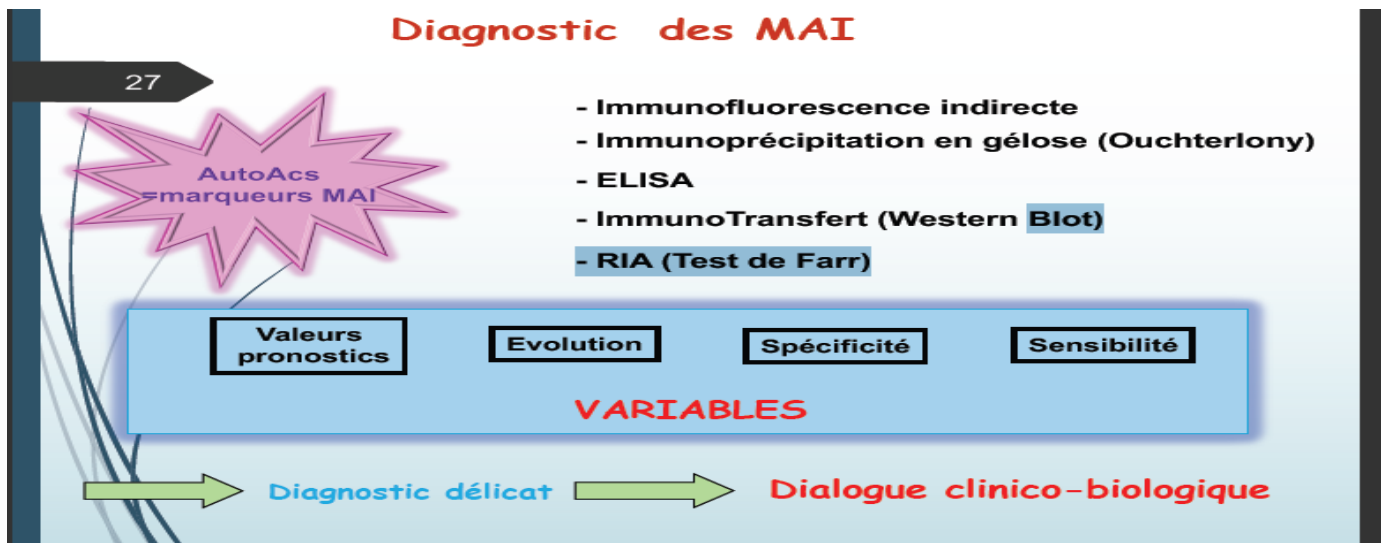 Diagnostic des MAI
27
AutoAcs
=marqueurs MAI
- Immunofluorescence indirecte
- Immunoprécipitation en gélose (Ouchterlony)
- ELISA
- ImmunoTransfert (Western Blot)
- RIA (Test de Farr)
Valeurs
pronostics
Evolution
Spécificité
Sensibilité
VARIABLES
Diagnostic délicat
Dialogue clinico-biologique